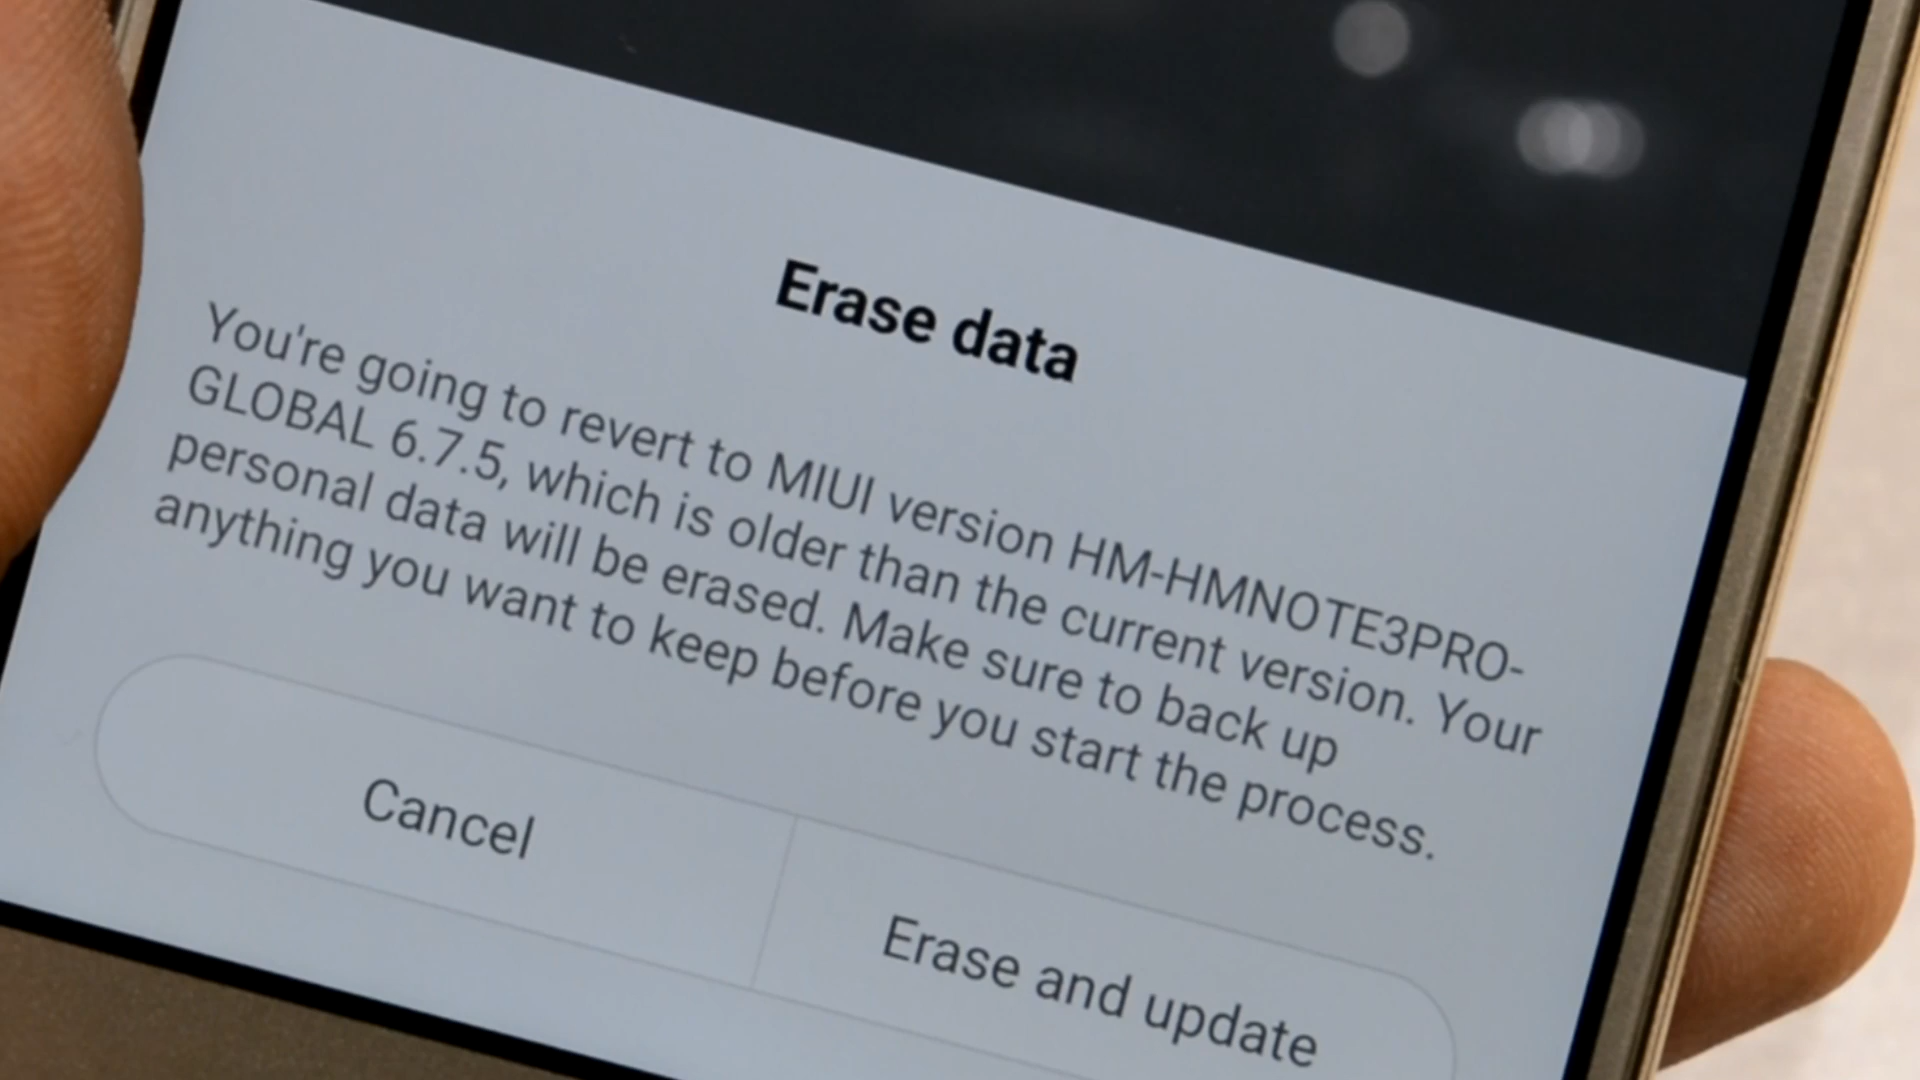 Erase data
You're going to revert to MIUI version HM-HMNOTE3PRO-
GLOBAL 6.7.5, which is older than the current version. Your
personal data will be erased. Make sure to back up
anything you want to keep before you start the process.
Cancel
Erase and update